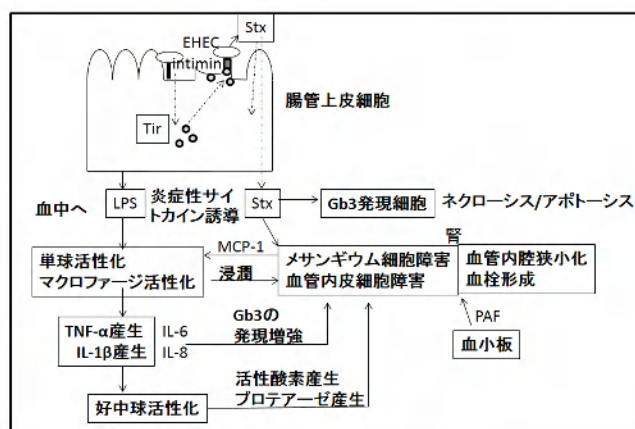 Stx
EHEC
intimin
腸管上皮細胞
Tir
血中へ
LPS
炎症性サイ
トカイン誘導
Stx
Gb3発現細胞
ネクローシス/アポトーシス
腎
MCP-1
単球活性化
マクロファージ活性化
浸潤
メサンギウム細胞障害
血管内皮細胞障害
血管内腔狭小化
血栓形成
PAF
血小板
TNF-α産生
IL-1β産生
IL-6
IL-8
Gb3の
発現増強
活性酸素産生
プロテアーゼ産生
好中球活性化